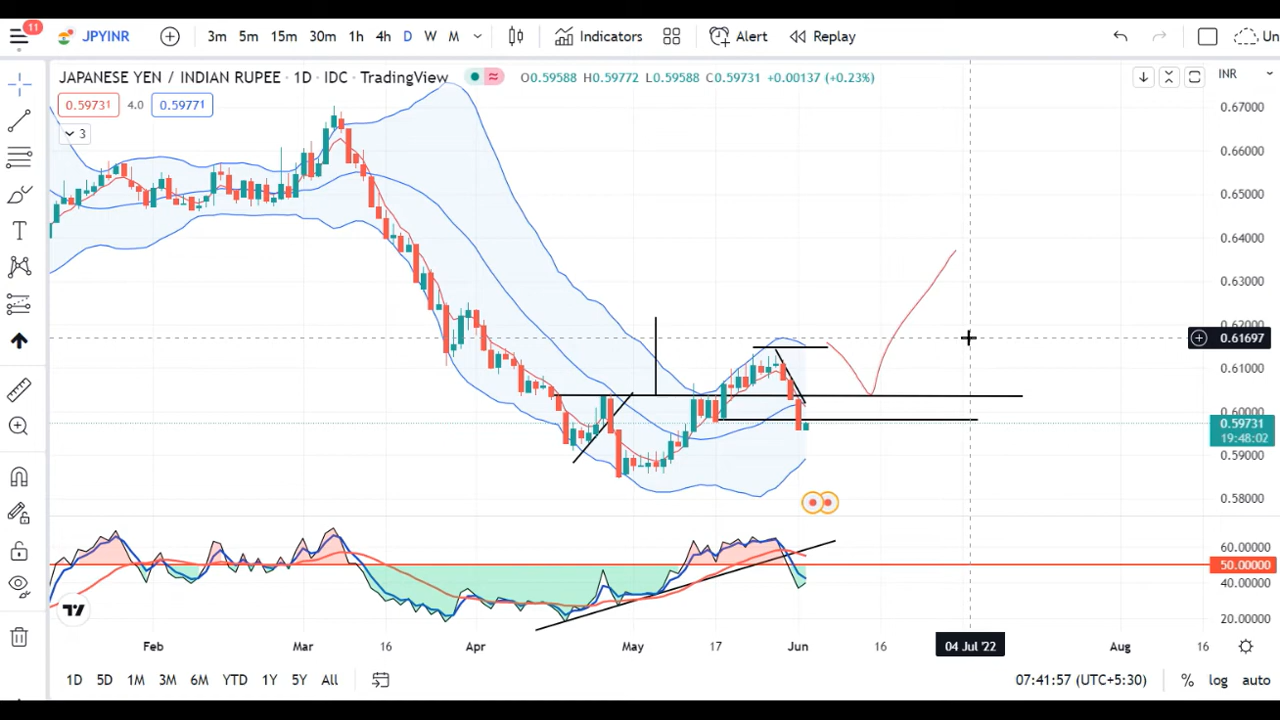 11
JPYINR
3m 5m 15m 30m 1h 4h D W M
Indicators
Alert
Replay
Un
JAPANESE YEN / INDIAN RUPEE · 1D · IDC · TradingView
O0.59588 H0.59772 L0.59588 C0.59731 +0.00137 (+0.23%)
INR
0.59731 4.0 0.59771
3
0.67000
0.66000
0.65000
0.64000
0.63000
0.62000
0.61697
0.61000
0.60000
0.59731
19:48:02
0.59000
0.58000
60.00000
50.00000
40.00000
20.00000
Feb Mar 16 Apr May 17 Jun 16 04 Jul '22 Aug 16
1D 5D 1M 3M 6M YTD 1Y 5Y All
07:41:57 (UTC+5:30)
% log auto